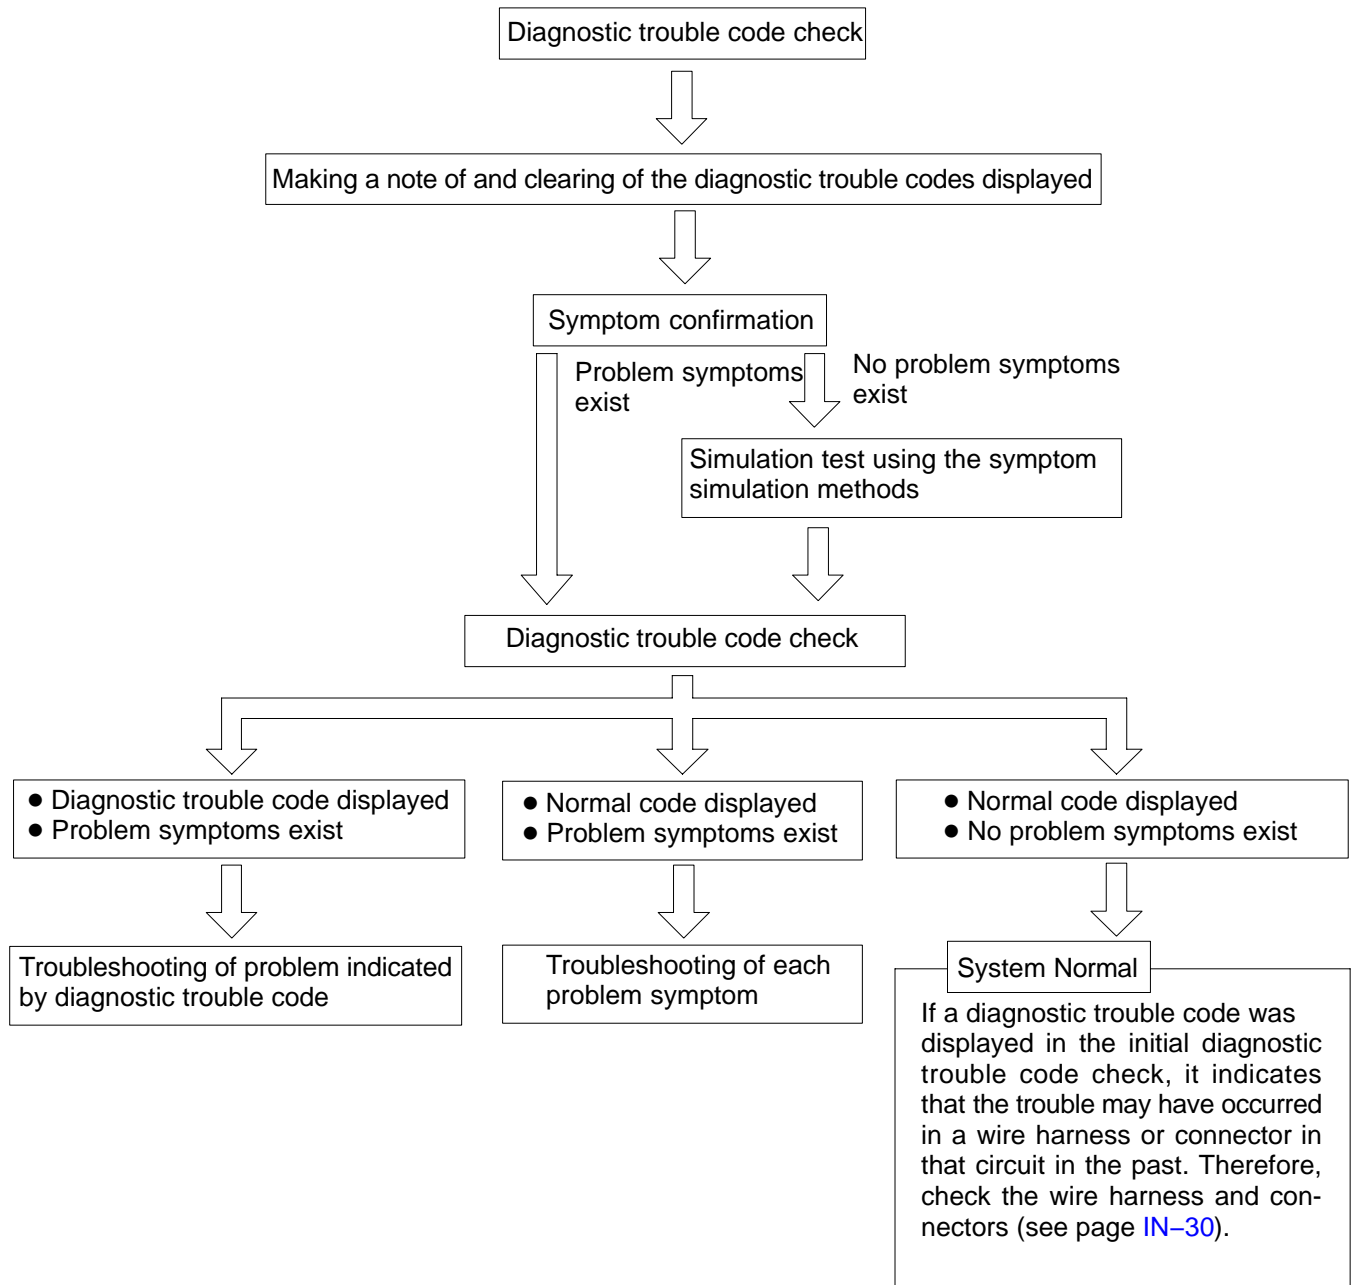 Diagnostic trouble code check
Making a note of and clearing of the diagnostic trouble codes displayed
Symptom confirmation
Problem symptoms
exist
No problem symptoms
exist
Simulation test using the symptom
simulation methods
Diagnostic trouble code check
● Diagnostic trouble code displayed
● Problem symptoms exist
● Normal code displayed
● Problem symptoms exist
● Normal code displayed
● No problem symptoms exist
Troubleshooting of problem indicated
by diagnostic trouble code
Troubleshooting of each
problem symptom
System Normal
If a diagnostic trouble code was
displayed in the initial diagnostic
trouble code check, it indicates
that the trouble may have occurred
in a wire harness or connector in
that circuit in the past. Therefore,
check the wire harness and con-
nectors (see page IN−30).